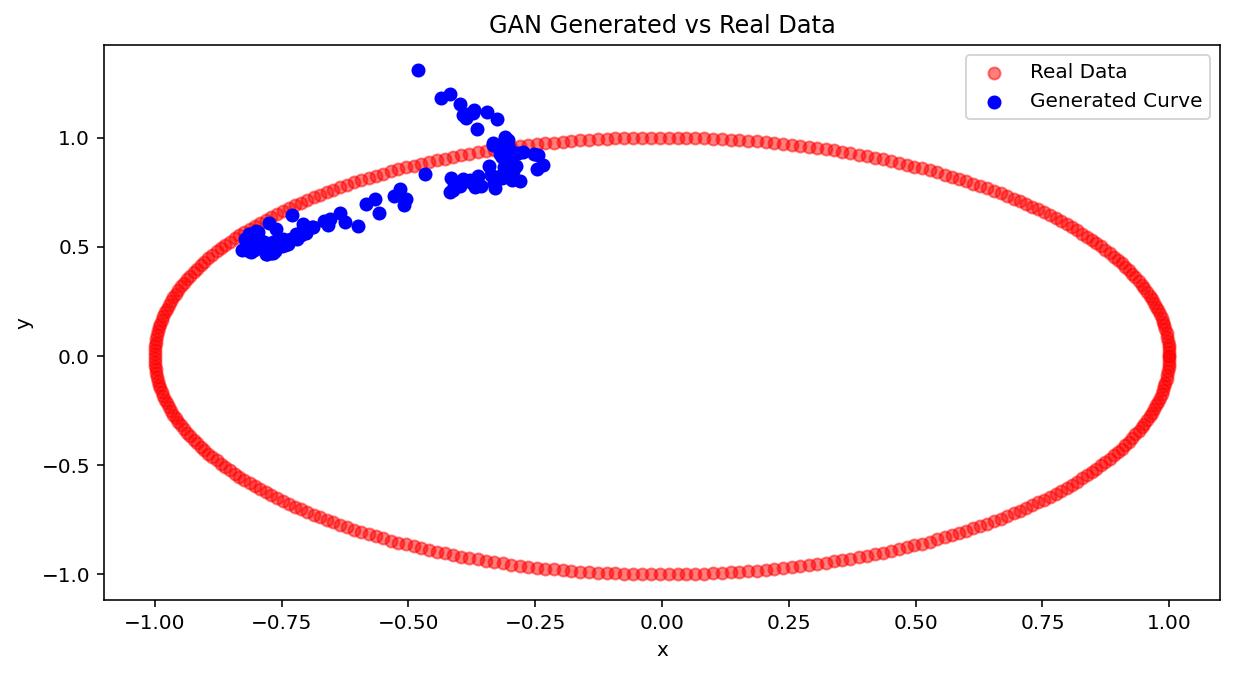 GAN Generated vs Real Data
Real Data
Generated Curve
1.0
0.5
0.0
−0.5
−1.0
y
−1.00 −0.75 −0.50 −0.25 0.00 0.25 0.50 0.75 1.00
x